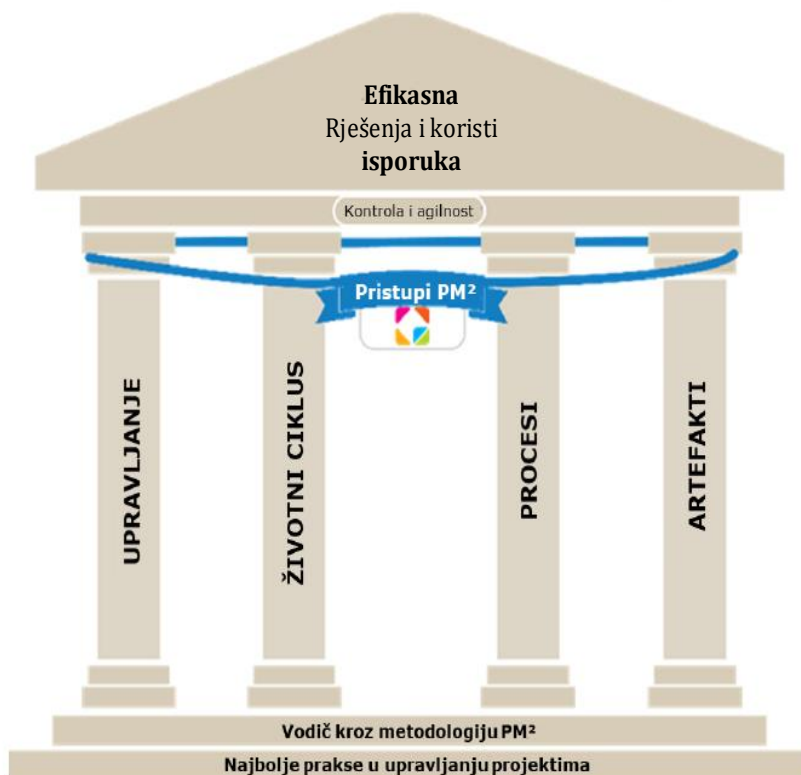 Efikasna
Rješenja i koristi
isporuka
Kontrola i agilnost
Pristupi PM²
UPRAVLJANJE
ŽIVOTNI CIKLUS
PROCESI
ARTEFAKTI
Vodič kroz metodologiju PM²
Najbolje prakse u upravljanju projektima